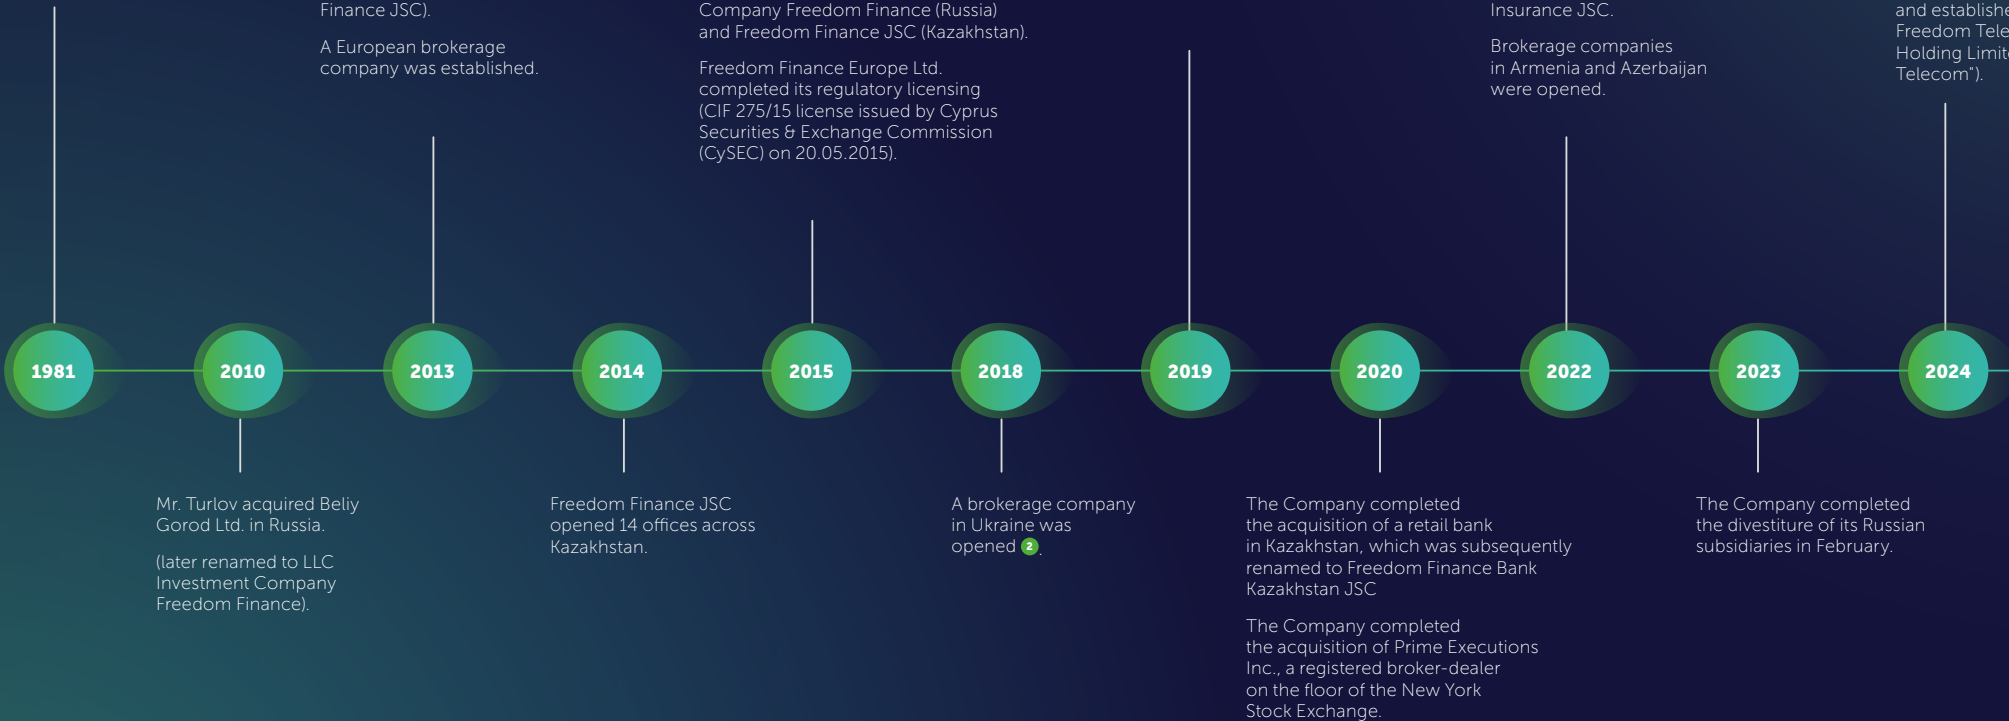 Finance JSC).
A European brokerage
company was established.
Company Freedom Finance (Russia)
and Freedom Finance JSC (Kazakhstan).
Freedom Finance Europe Ltd.
completed its regulatory licensing
(CIF 275/15 license issued by Cyprus
Securities & Exchange Commission
(CySEC) on 20.05.2015).
Insurance JSC.
Brokerage companies
in Armenia and Azerbaijan
were opened.
and establishe
Freedom Tele
Holding Limit
Telecom").
1981
2010
2013
2014
2015
2018
2019
2020
2022
2023
2024
Mr. Turlov acquired Beliy
Gorod Ltd. in Russia.
(later renamed to LLC
Investment Company
Freedom Finance).
Freedom Finance JSC
opened 14 offices across
Kazakhstan.
A brokerage company
in Ukraine was
opened 2.
The Company completed
the acquisition of a retail bank
in Kazakhstan, which was subsequently
renamed to Freedom Finance Bank
Kazakhstan JSC
The Company completed
the acquisition of Prime Executions
Inc., a registered broker-dealer
on the floor of the New York
Stock Exchange.
The Company completed
the divestiture of its Russian
subsidiaries in February.